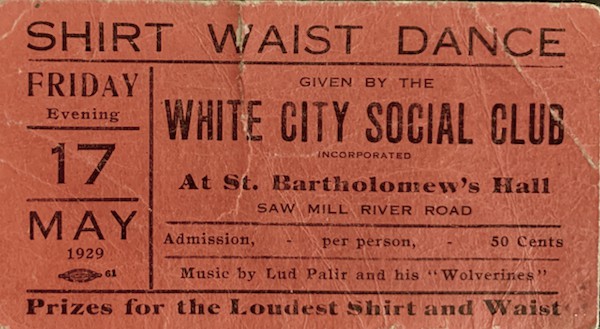 SHIRT WAIST DANCE
FRIDAY
Evening
17
MAY
1929
61
GIVEN BY THE
WHITE CITY SOCIAL CLUB
INCORPORATED
At St. Bartholomew's Hall
SAW MILL RIVER ROAD
Admission, - per person, - 50 Cents
Music by Lud Palir and his "Wolverines"
Prizes for the Loudest Shirt and Waist